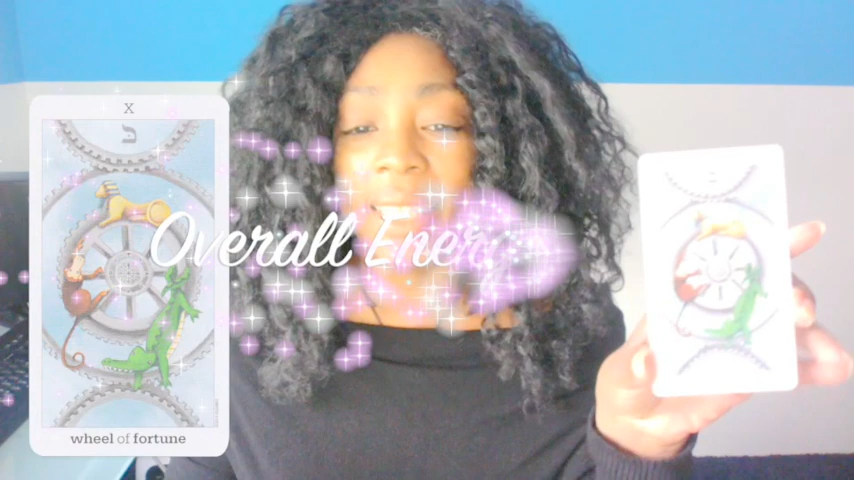 X
כ
Overall Ener
wheel of fortune